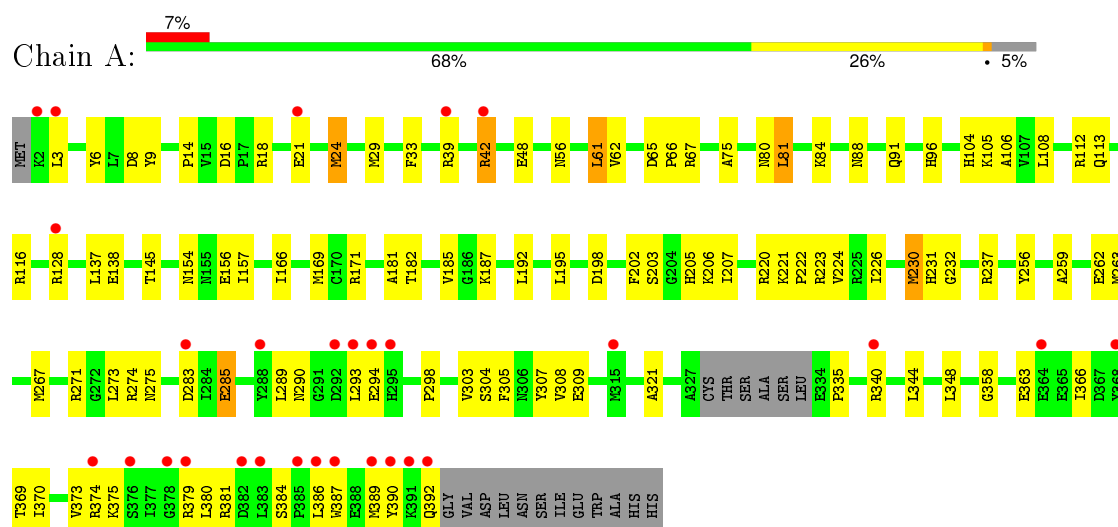 7%
Chain A:
68% 26% • 5%
MET K2 L3 Y6 L7 D8 Y9 P14 V15 D16 P17 R18 E21 M24 M29 F33 R39 R42 E48 N56 L61 V62 D65 P66 N67 A75 N80 L81 K84 N88 Q91 H96 H104 K105 A106 V107 L108 R112 Q113
R116 R128 L137 E138 T145 N154 N155 E156 I157 I166 M169 C170 R171 A181 T182 V185 G186 K187 L192 L195 D198 F202 S203 G204 H205 K206 I207 R220 K221 P222 R223 V224 R225 I226 M230 H231 G232 R237 Y256 A259 E262
M267 R271 G272 L273 R274 N275 D283 I284 E285 Y288 L289 N290 G291 D292 L293 E294 H295 P298 V303 S304 F305 N306 Y307 V308 E309 M315 A321 A327 CYS THR SER ALA SER LEU E334 P335 R340 L344 L348 G358 E363 E364 E365 I366 D367
T369 I370 V373 R374 K375 S376 I377 G378 R379 L380 R381 D382 L383 S384 P385 L386 W387 E388 M389 Y390 K391 Q392 GLY VAL ASP LEU ASN SER ILE GLU TRP ALA HIS HIS